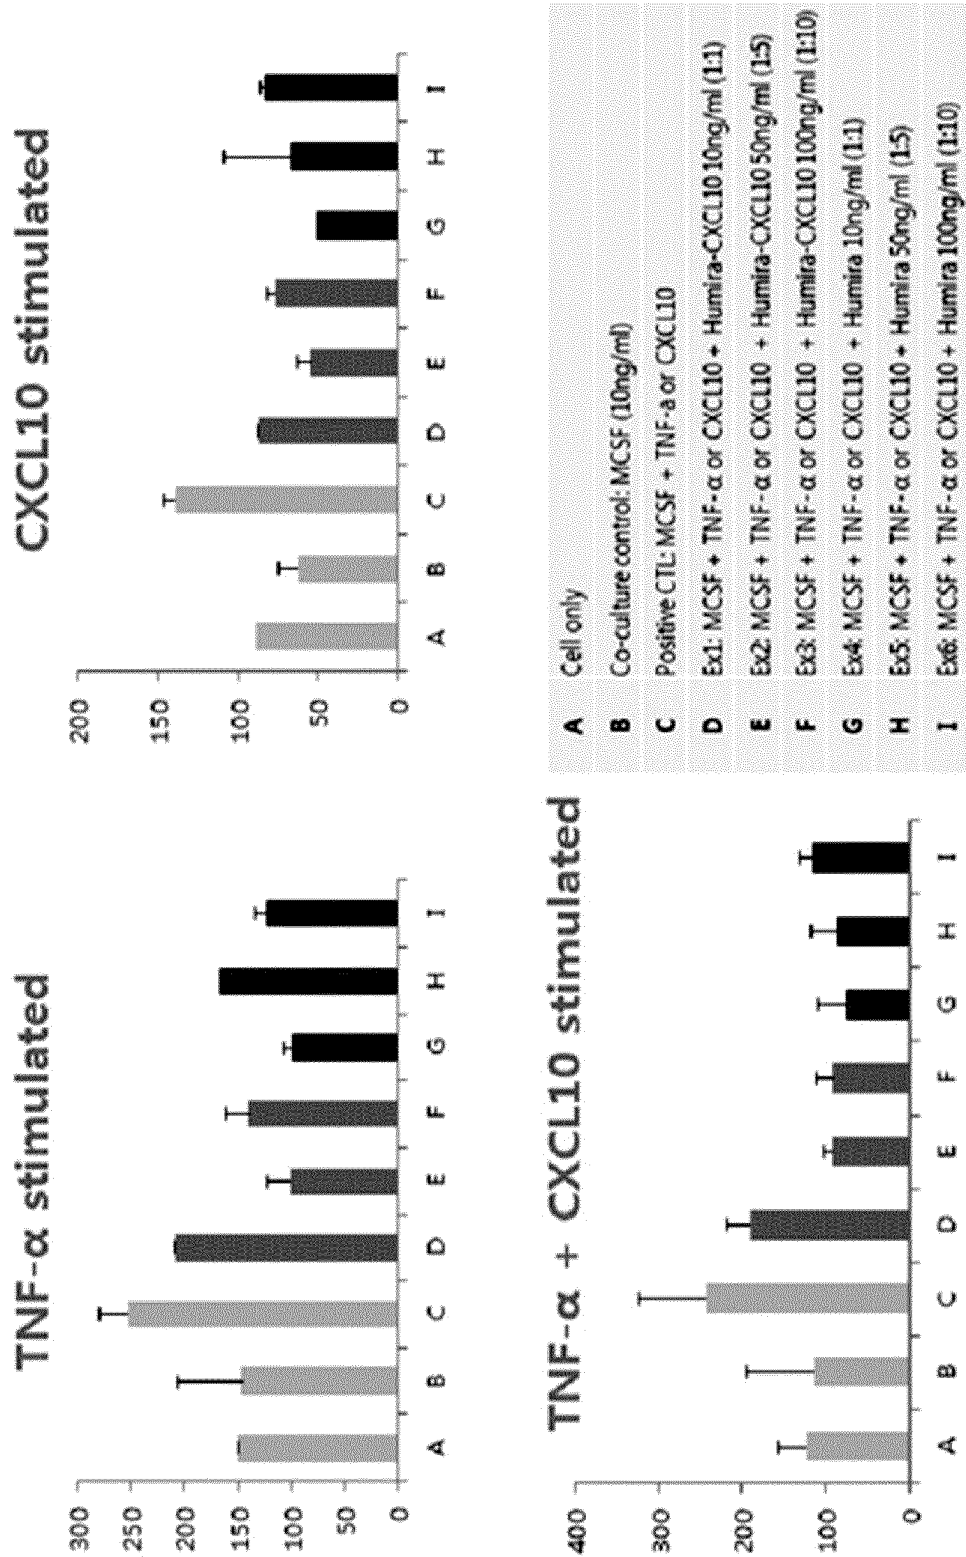 TNF-α stimulated
300
250
200
150
100
50
0
A B C D E F G H I
CXCL10 stimulated
200
150
100
50
0
A B C D E F G H I
TNF-α + CXCL10 stimulated
400
300
200
100
0
A B C D E F G H I
A Cell only
B Co-culture control: MCSF (10ng/ml)
C Positive CTL: MCSF + TNF-a or CXCL10
D Ex1: MCSF + TNF-α or CXCL10 + Humira-CXCL10 10ng/ml (1:1)
E Ex2: MCSF + TNF-α or CXCL10 + Humira-CXCL10 50ng/ml (1:5)
F Ex3: MCSF + TNF-α or CXCL10 + Humira-CXCL10 100ng/ml (1:10)
G Ex4: MCSF + TNF-α or CXCL10 + Humira 10ng/ml (1:1)
H Ex5: MCSF + TNF-α or CXCL10 + Humira 50ng/ml (1:5)
I Ex6: MCSF + TNF-α or CXCL10 + Humira 100ng/ml (1:10)